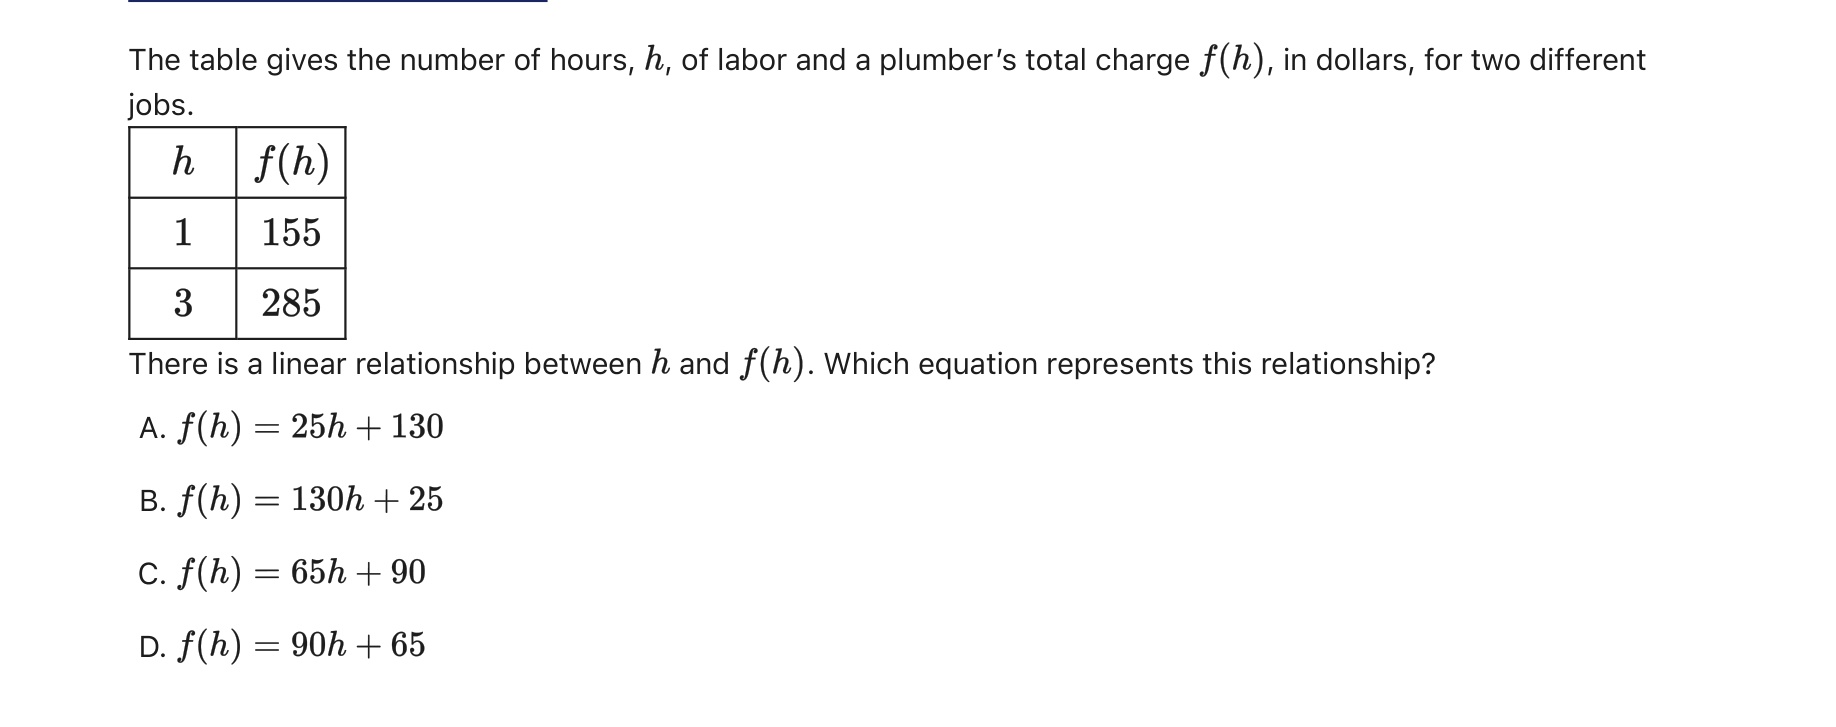 The table gives the number of hours, h, of labor and a plumber's total charge f(h), in dollars, for two different
jobs.
h f(h)
1 155
3 285
There is a linear relationship between h and f(h). Which equation represents this relationship?
A. f(h) = 25h + 130
B. f(h) = 130h + 25
C. f(h) = 65h + 90
D. f(h) = 90h + 65